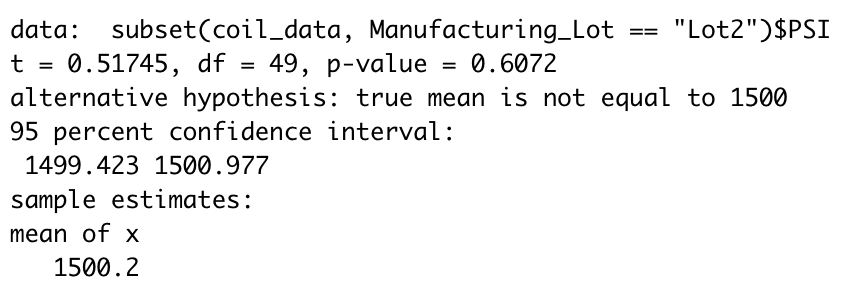 data:  subset(coil_data, Manufacturing_Lot == "Lot2")$PSI
t = 0.51745, df = 49, p-value = 0.6072
alternative hypothesis: true mean is not equal to 1500
95 percent confidence interval:
 1499.423 1500.977
sample estimates:
mean of x
   1500.2